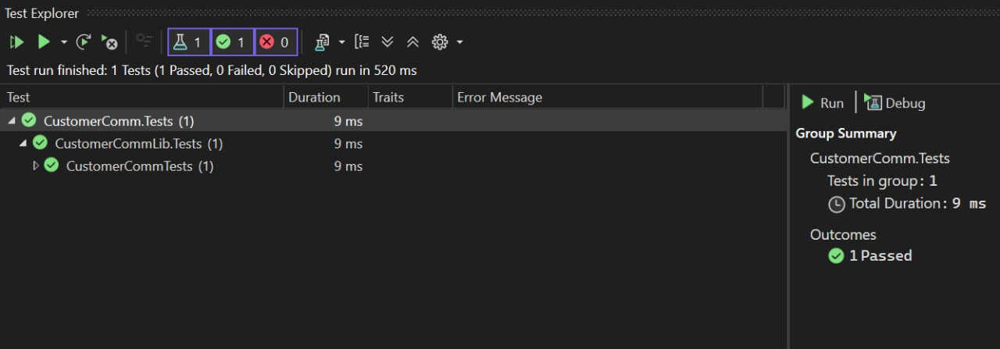 Test Explorer
1 1 0
Test run finished: 1 Tests (1 Passed, 0 Failed, 0 Skipped) run in 520 ms
Test Duration Traits Error Message
CustomerComm.Tests (1) 9 ms
CustomerCommLib.Tests (1) 9 ms
CustomerCommTests (1) 9 ms
Run Debug
Group Summary
CustomerComm.Tests
Tests in group: 1
Total Duration: 9 ms
Outcomes
1 Passed